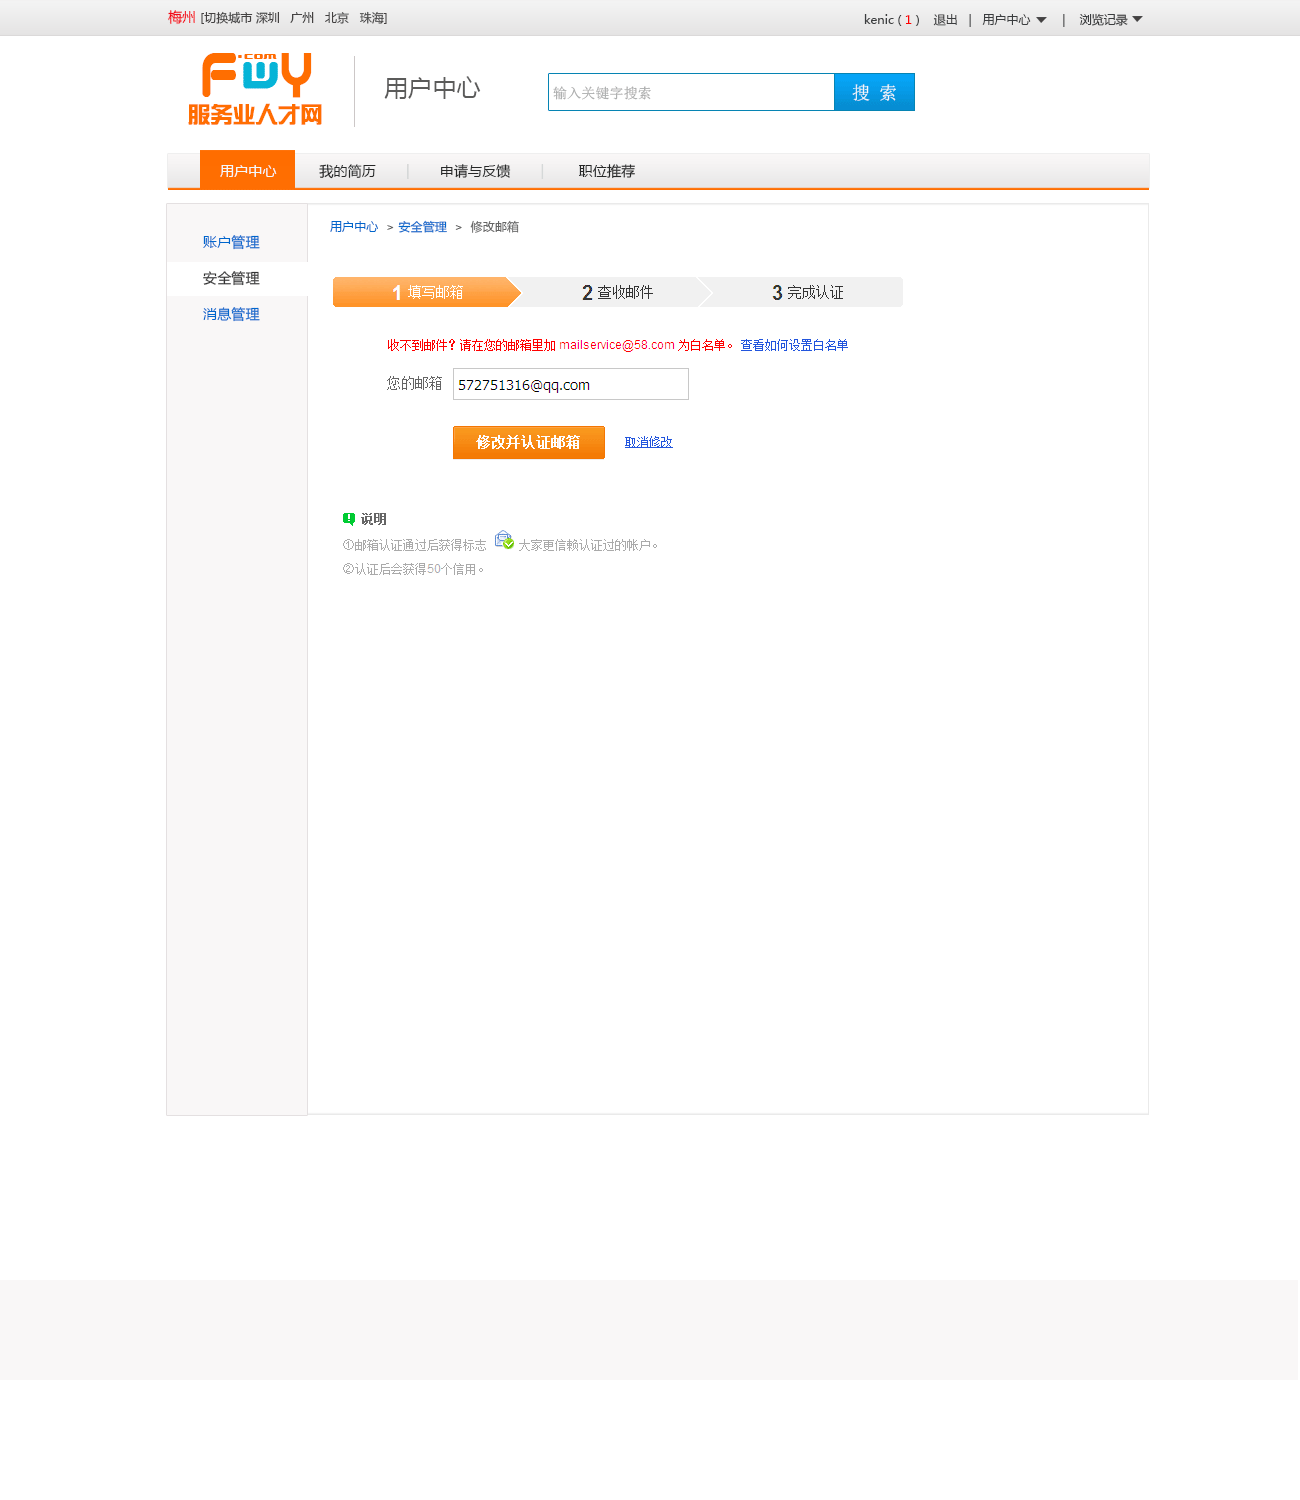 梅州 [切换城市 深圳 广州 北京 珠海]
kenic ( 1 ) 退出 | 用户中心 | 浏览记录
FWY.com
服务业人才网
用户中心
输入关键字搜索
搜 索
用户中心 我的简历 | 申请与反馈 | 职位推荐
账户管理
安全管理
消息管理
用户中心 > 安全管理 > 修改邮箱
1 填写邮箱 2 查收邮件 3 完成认证
收不到邮件？请在您的邮箱里加 mailservice@58.com 为白名单。 查看如何设置白名单
您的邮箱 572751316@qq.com
修改并认证邮箱 取消修改
说明
①邮箱认证通过后获得标志 大家更信赖认证过的帐户。
②认证后会获得50个信用。